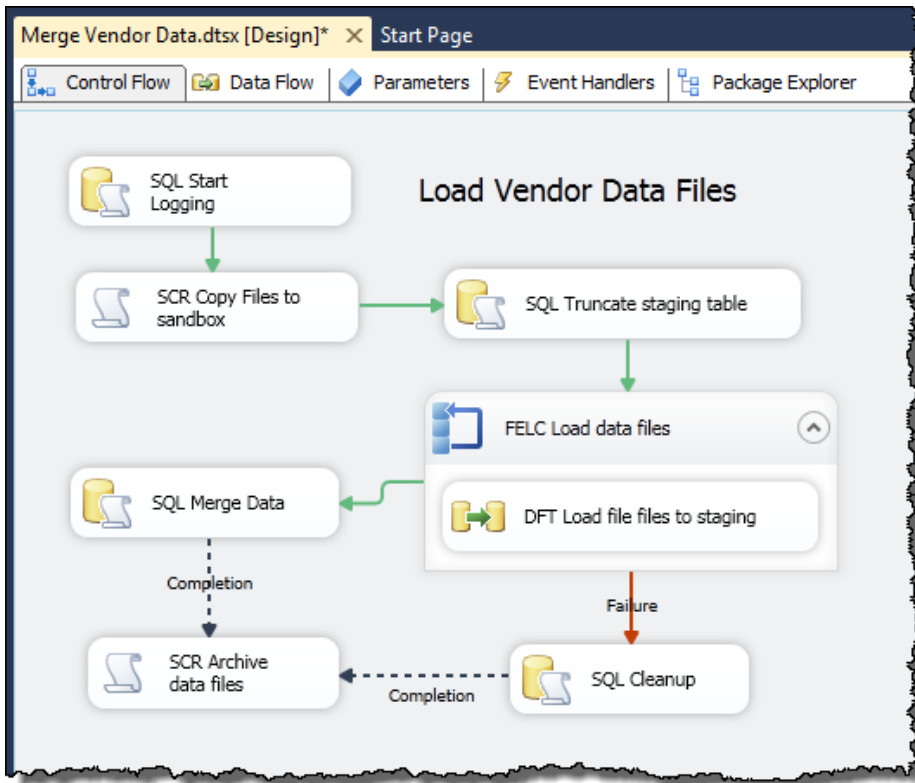 Merge Vendor Data.dtsx [Design]* Start Page
Control Flow Data Flow Parameters Event Handlers Package Explorer
SQL Start
Logging
Load Vendor Data Files
SCR Copy Files to
sandbox
SQL Truncate staging table
FELC Load data files
SQL Merge Data
DFT Load file files to staging
Completion
Failure
SCR Archive
data files
SQL Cleanup
Completion